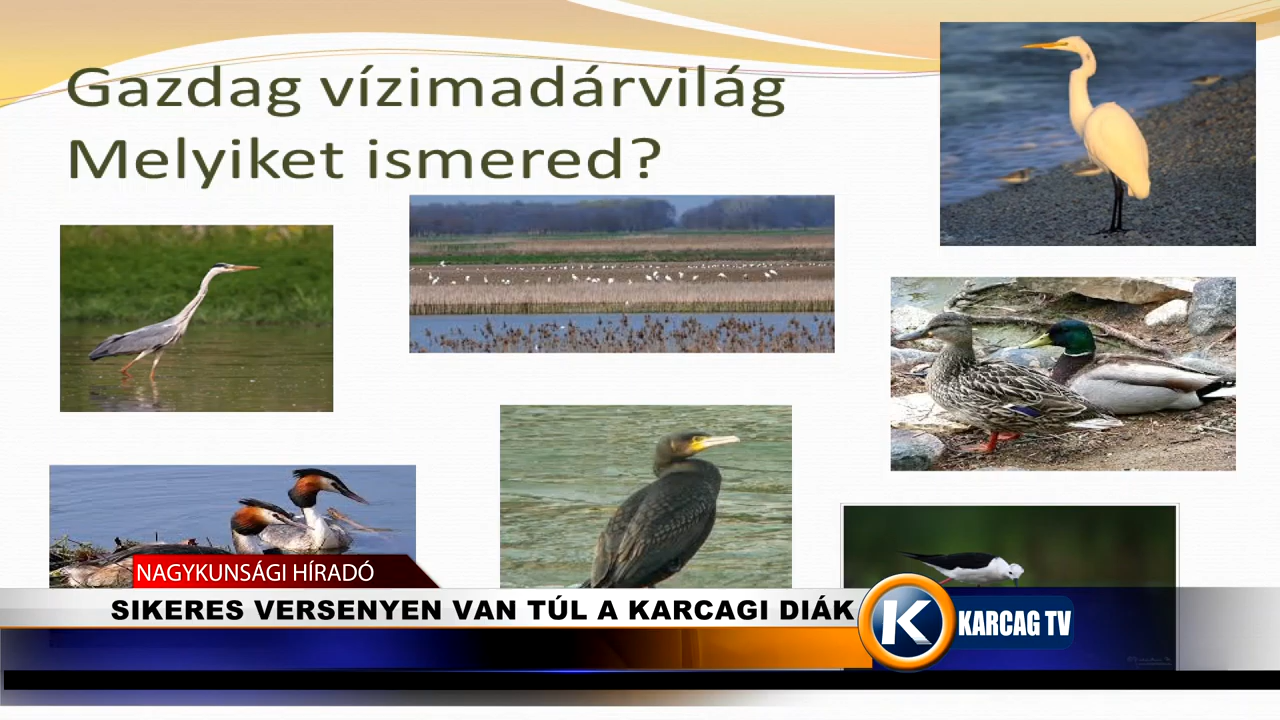 Gazdag vízimadárvilág
Melyiket ismered?
NAGYKUNSÁGI HÍRADÓ
SIKERES VERSENYEN VAN TÚL A KARCAGI DIÁK
K KARCAG TV